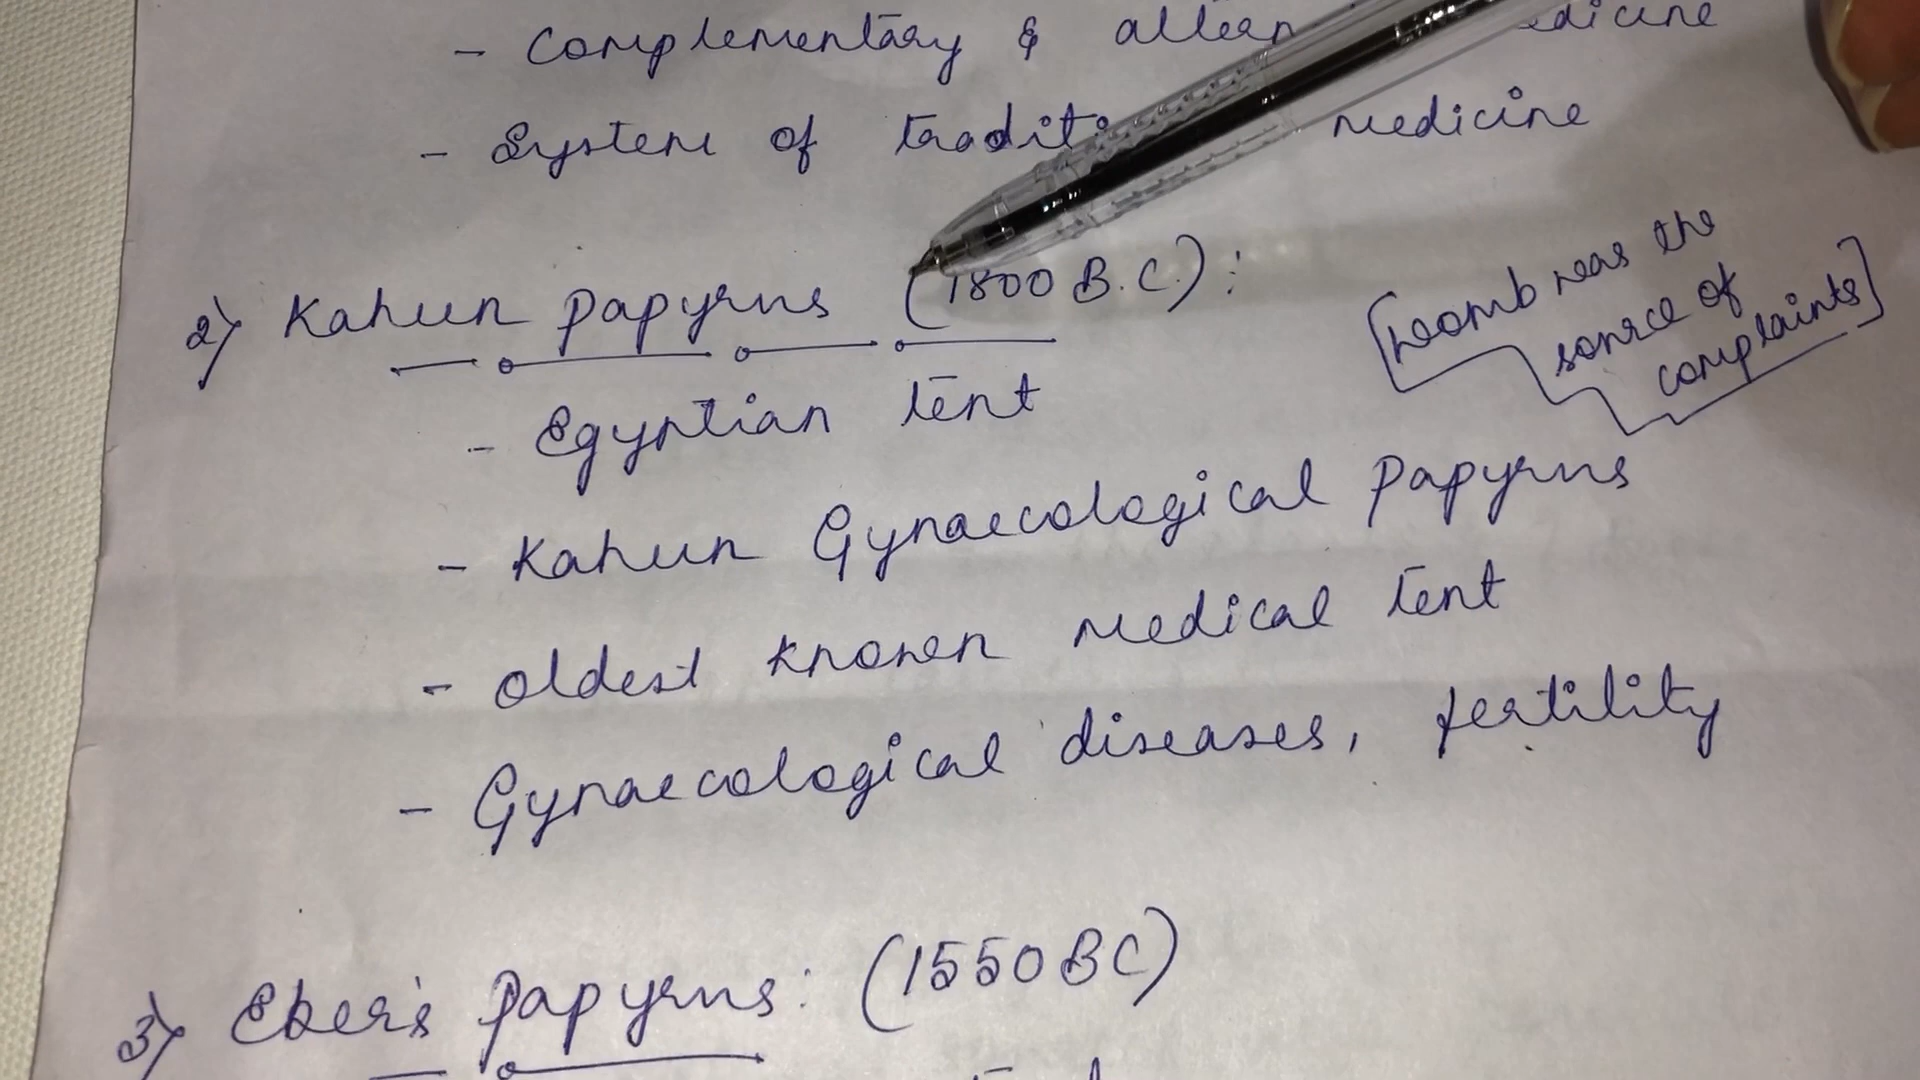 - Complementary &
- System of medicine
2) Kahun papyrus (1800 B.C.):
[womb was the
source of
complaints]
- Egyptian text
- Kahun Gynaecological papyrus
- oldest known medical text
- Gynaecological diseases, fertility
3) Eber's papyrus: (1550 BC)